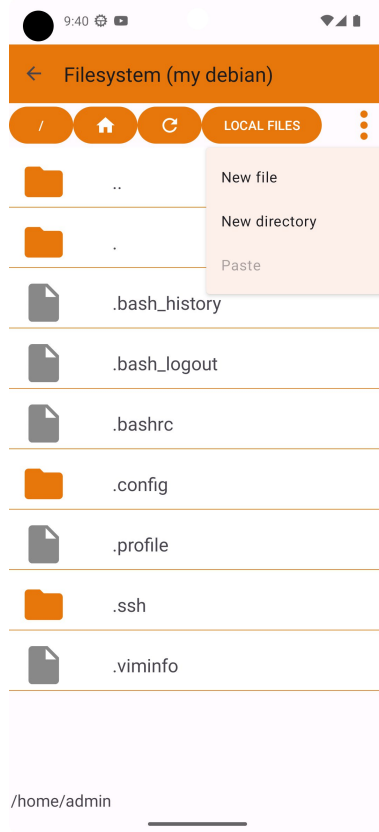 9:40
Filesystem (my debian)
/
LOCAL FILES
New file
New directory
Paste
..
.
.bash_history
.bash_logout
.bashrc
.config
.profile
.ssh
.viminfo
/home/admin